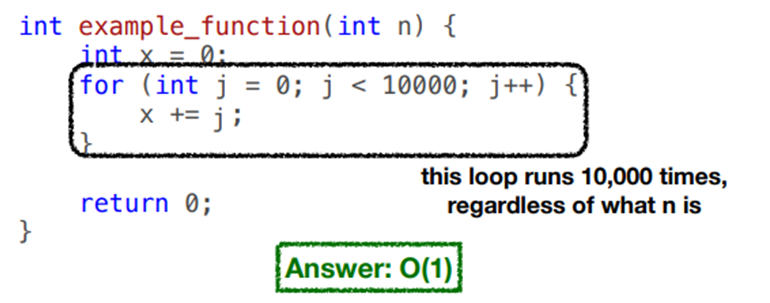 int example_function(int n) {
int x = 0;
for (int j = 0; j < 10000; j++) {
x += j;
}
this loop runs 10,000 times,
regardless of what n is
return 0;
}
Answer: O(1)